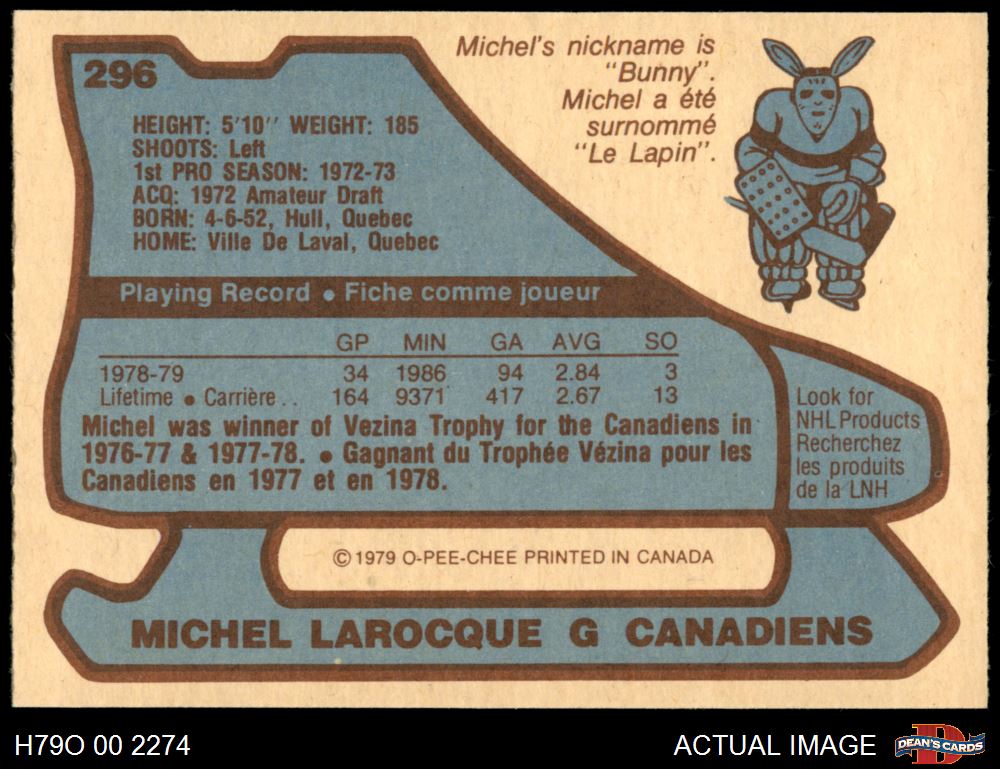 296
Michel's nickname is
"Bunny".
Michel a été
surnommé
"Le Lapin".
HEIGHT: 5'10" WEIGHT: 185
SHOOTS: Left
1st PRO SEASON: 1972-73
ACQ: 1972 Amateur Draft
BORN: 4-6-52, Hull, Quebec
HOME: Ville De Laval, Quebec
Playing Record • Fiche comme joueur
GP MIN GA AVG SO
1978-79 34 1986 94 2.84 3
Lifetime • Carrière . . 164 9371 417 2.67 13
Michel was winner of Vezina Trophy for the Canadiens in
1976-77 & 1977-78. • Gagnant du Trophée Vézina pour les
Canadiens en 1977 et en 1978.
Look for
NHL Products
Recherchez
les produits
de la LNH
© 1979 O-PEE-CHEE PRINTED IN CANADA
MICHEL LAROCQUE G CANADIENS
H79O 00 2274
ACTUAL IMAGE
D
DEAN'S CARDS